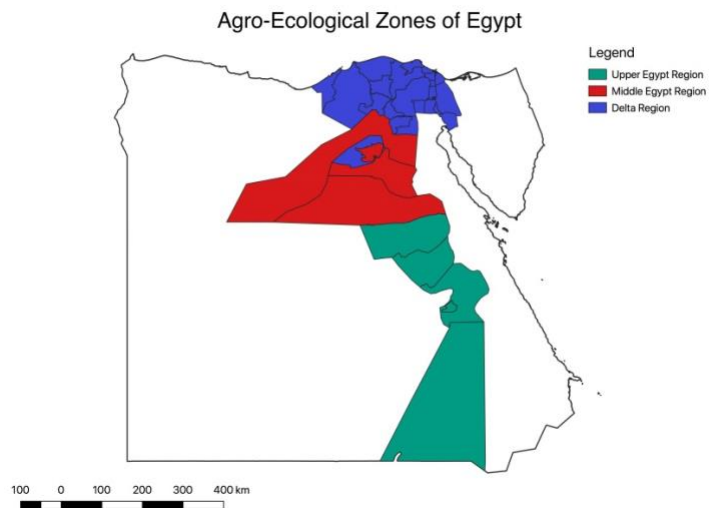 Agro-Ecological Zones of Egypt
Legend
Upper Egypt Region
Middle Egypt Region
Delta Region
100 0 100 200 300 400 km